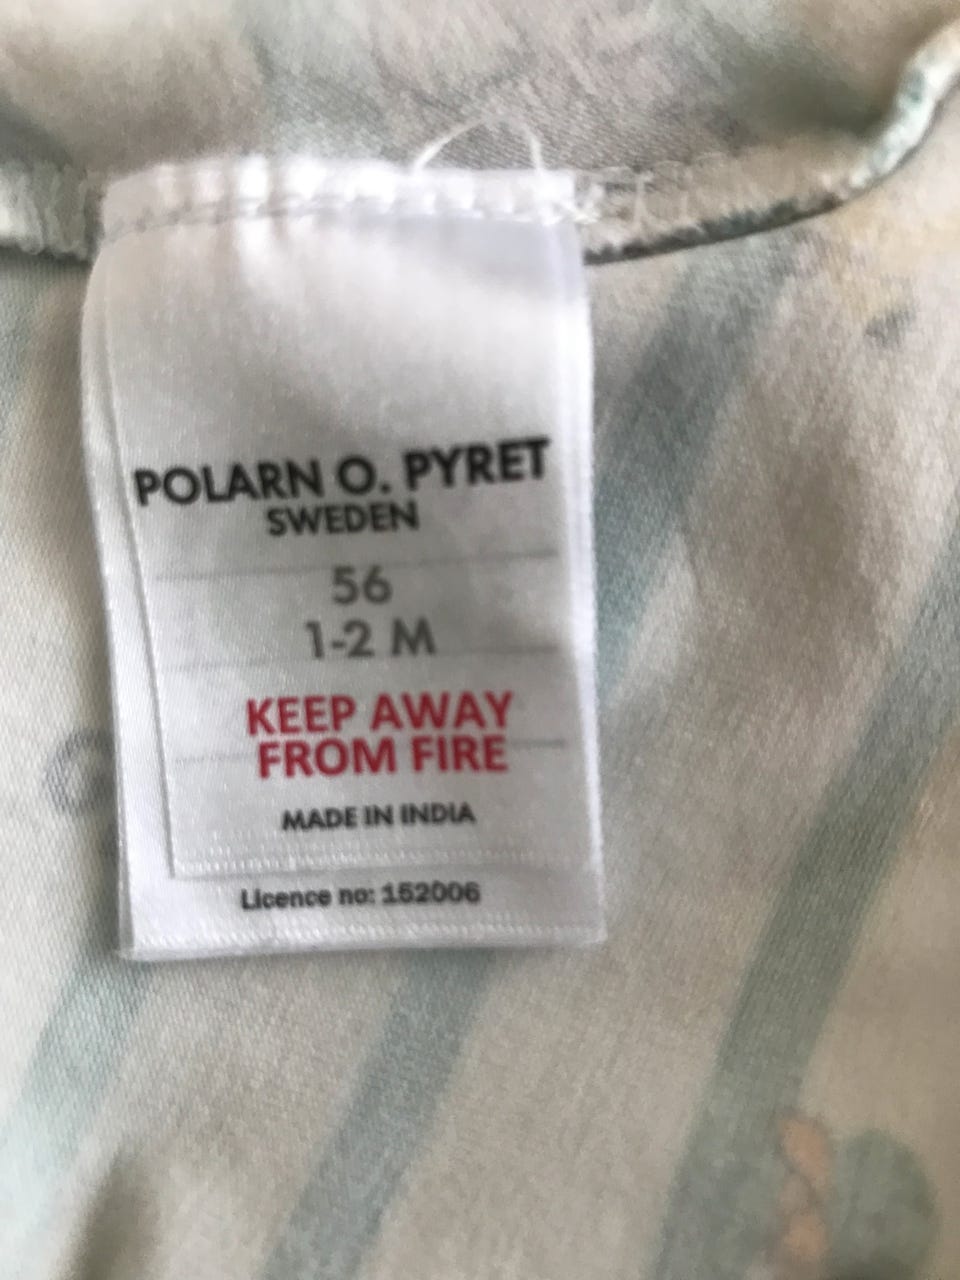 POLARN O. PYRET
SWEDEN
56
1-2 M
KEEP AWAY
FROM FIRE
MADE IN INDIA
Licence no: 152006